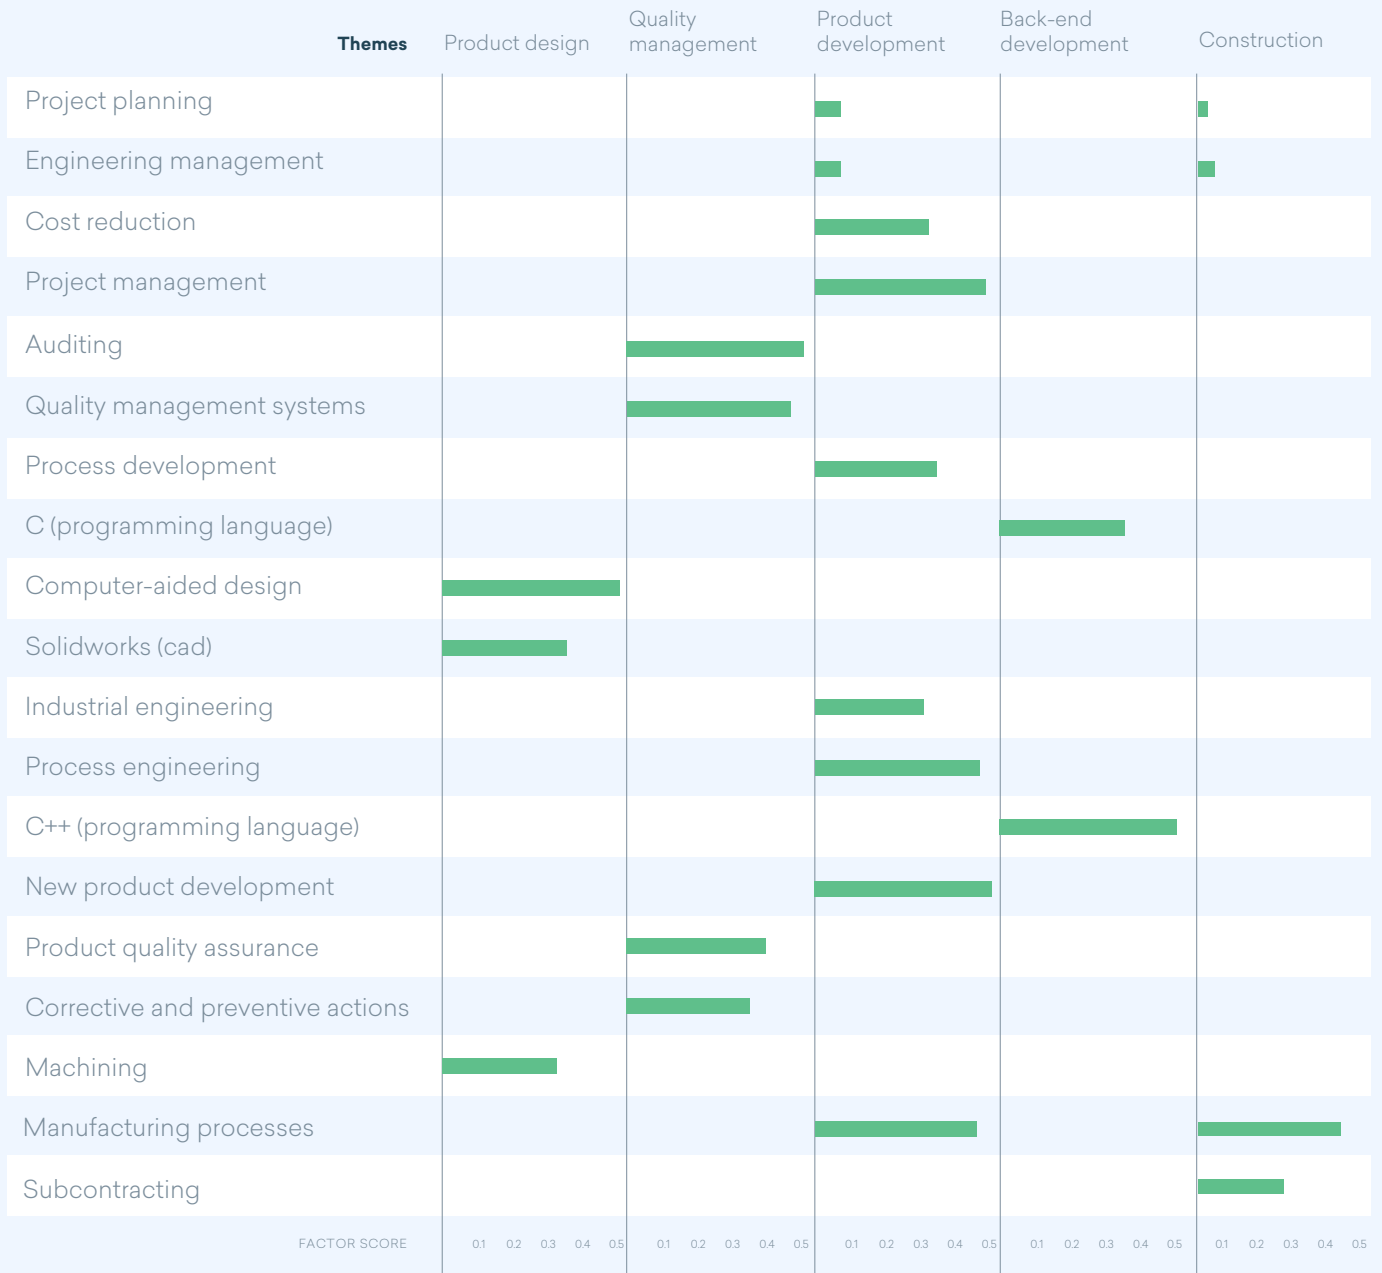 Themes
Product design
Quality
management
Product
development
Back-end
development
Construction
Project planning
Engineering management
Cost reduction
Project management
Auditing
Quality management systems
Process development
C (programming language)
Computer-aided design
Solidworks (cad)
Industrial engineering
Process engineering
C++ (programming language)
New product development
Product quality assurance
Corrective and preventive actions
Machining
Manufacturing processes
Subcontracting
FACTOR SCORE 0.1 0.2 0.3 0.4 0.5 0.1 0.2 0.3 0.4 0.5 0.1 0.2 0.3 0.4 0.5 0.1 0.2 0.3 0.4 0.5 0.1 0.2 0.3 0.4 0.5